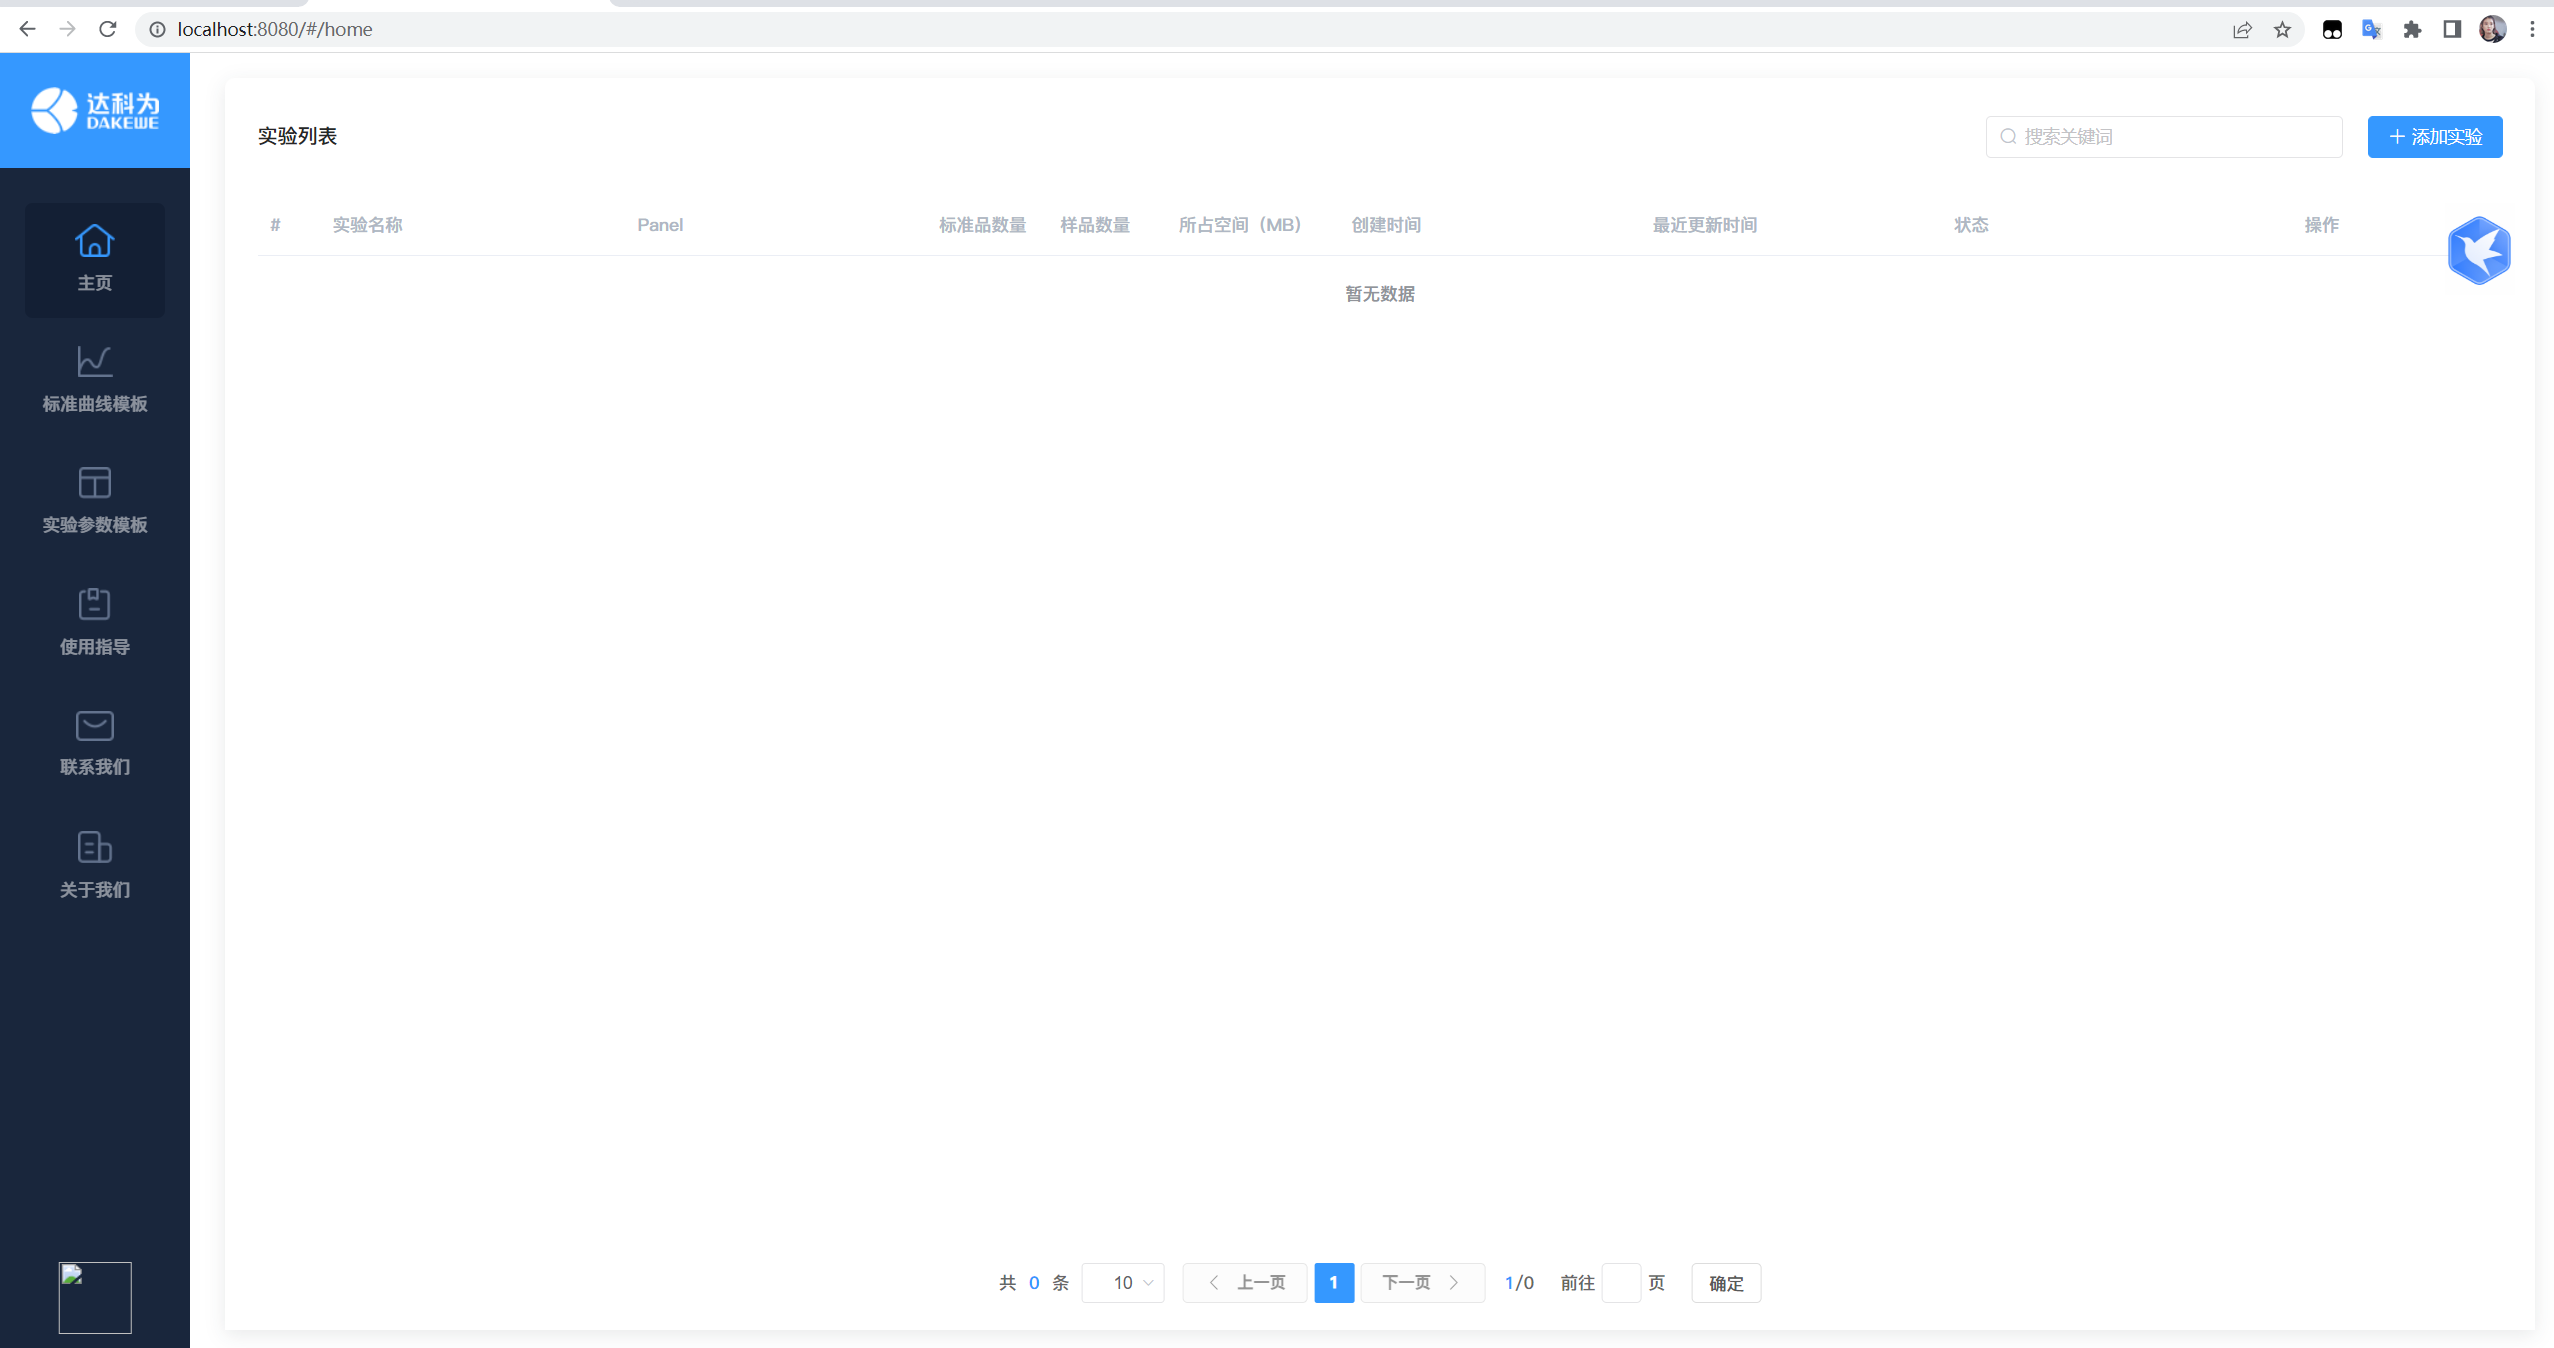 localhost:8080/#/home
达科为
DAKEWE
实验列表
搜索关键词
添加实验
# 实验名称 Panel 标准品数量 样品数量 所占空间（MB） 创建时间 最近更新时间 状态 操作
暂无数据
主页
标准曲线模板
实验参数模板
使用指导
联系我们
关于我们
共 0 条 10 上一页 1 下一页 1/0 前往 页 确定